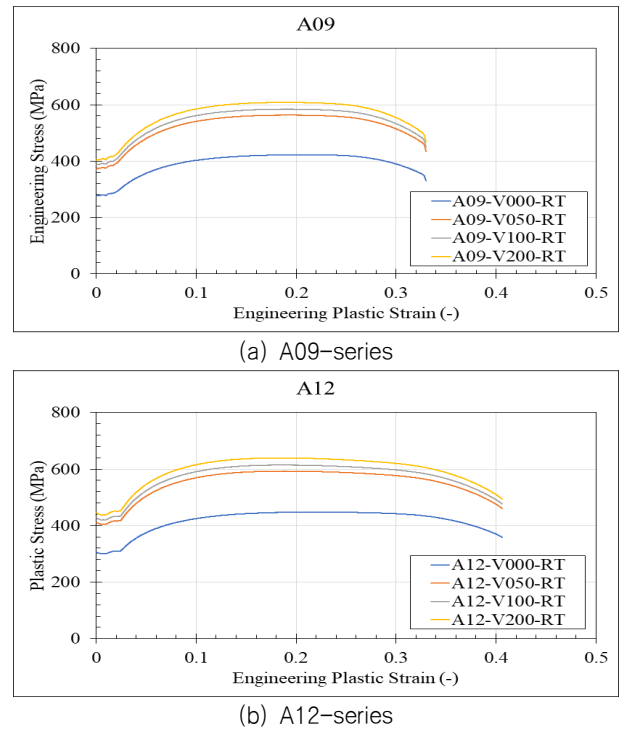 A09
800
600
400
200
0
0 0.1 0.2 0.3 0.4 0.5
Engineering Stress (MPa)
Engineering Plastic Strain (-)
A09-V000-RT
A09-V050-RT
A09-V100-RT
A09-V200-RT
(a) A09-series
A12
800
600
400
200
0
0 0.1 0.2 0.3 0.4 0.5
Plastic Stress (MPa)
Engineering Plastic Strain (-)
A12-V000-RT
A12-V050-RT
A12-V100-RT
A12-V200-RT
(b) A12-series